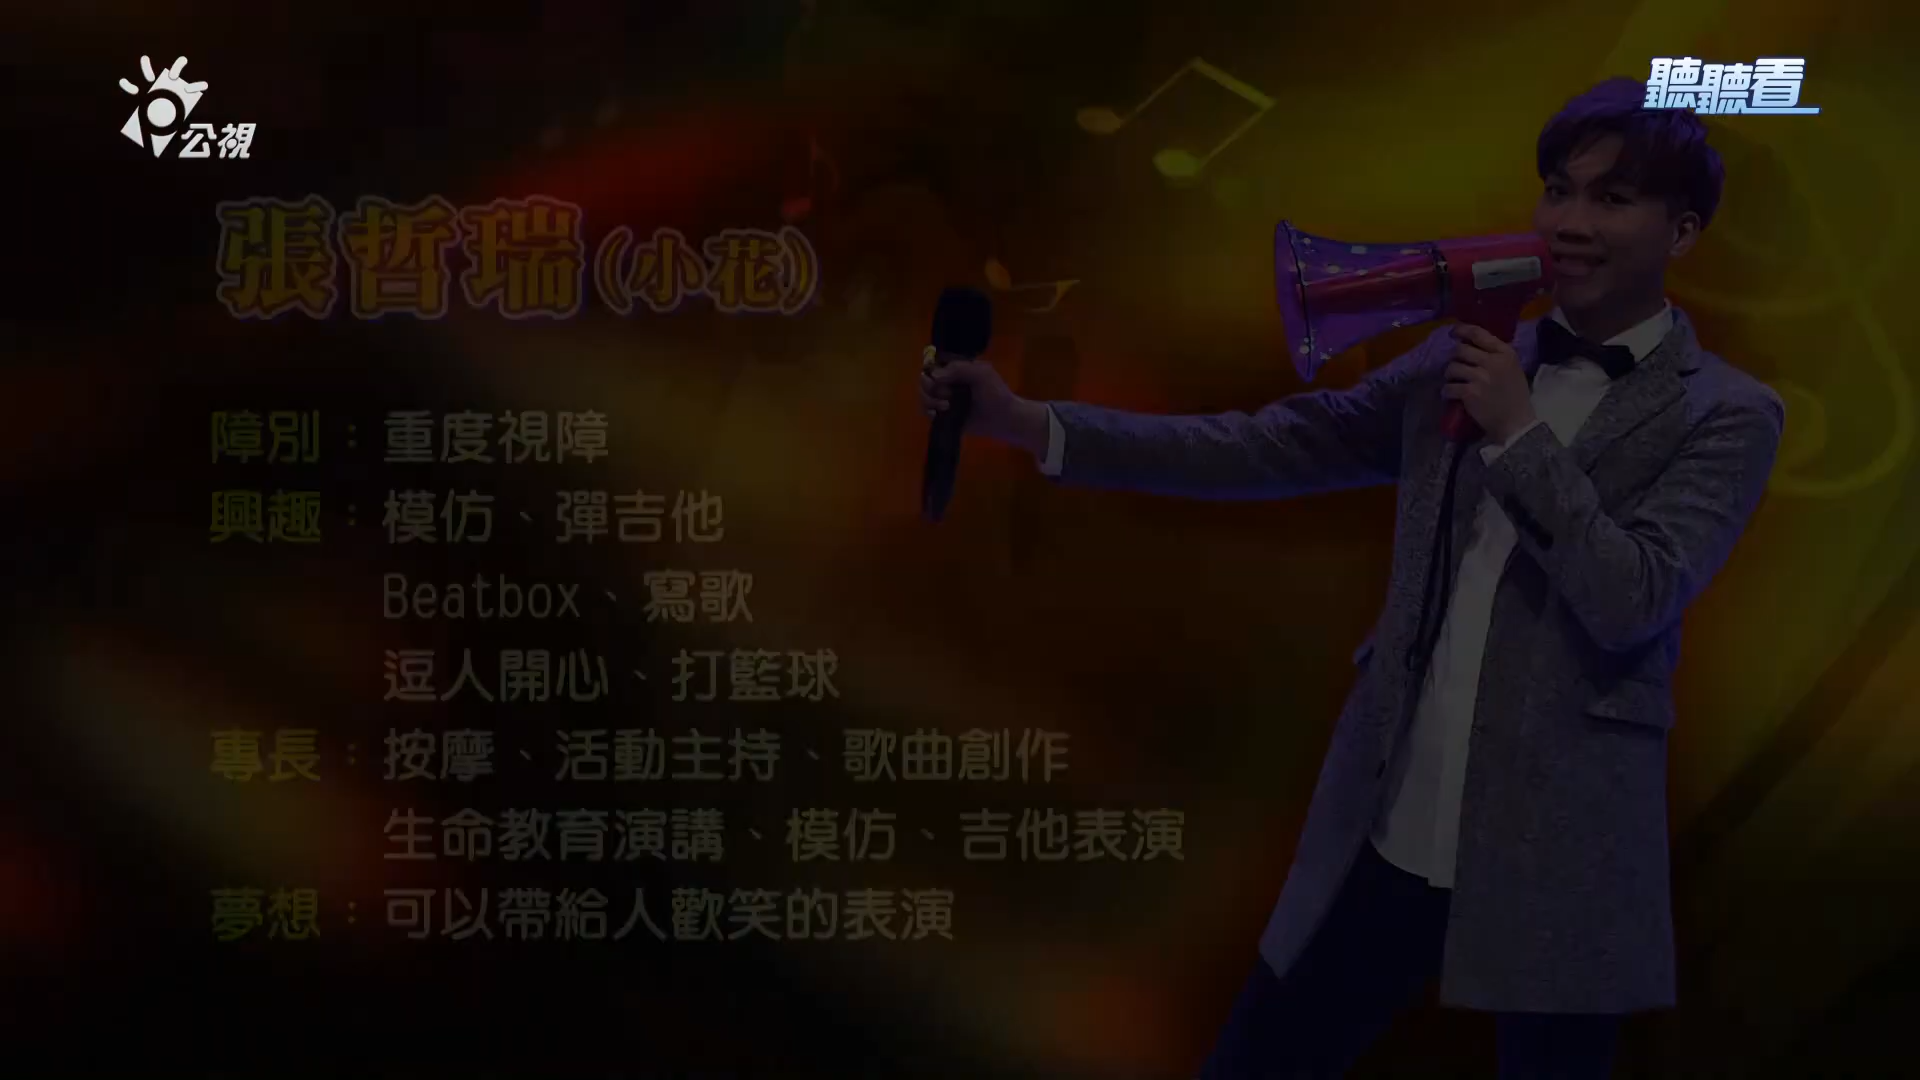 公視
聽聽看
張哲瑞(小花)
障別：重度視障
興趣：模仿、彈吉他
Beatbox、寫歌
逗人開心、打籃球
專長：按摩、活動主持、歌曲創作
生命教育演講、模仿、吉他表演
夢想：可以帶給人歡笑的表演